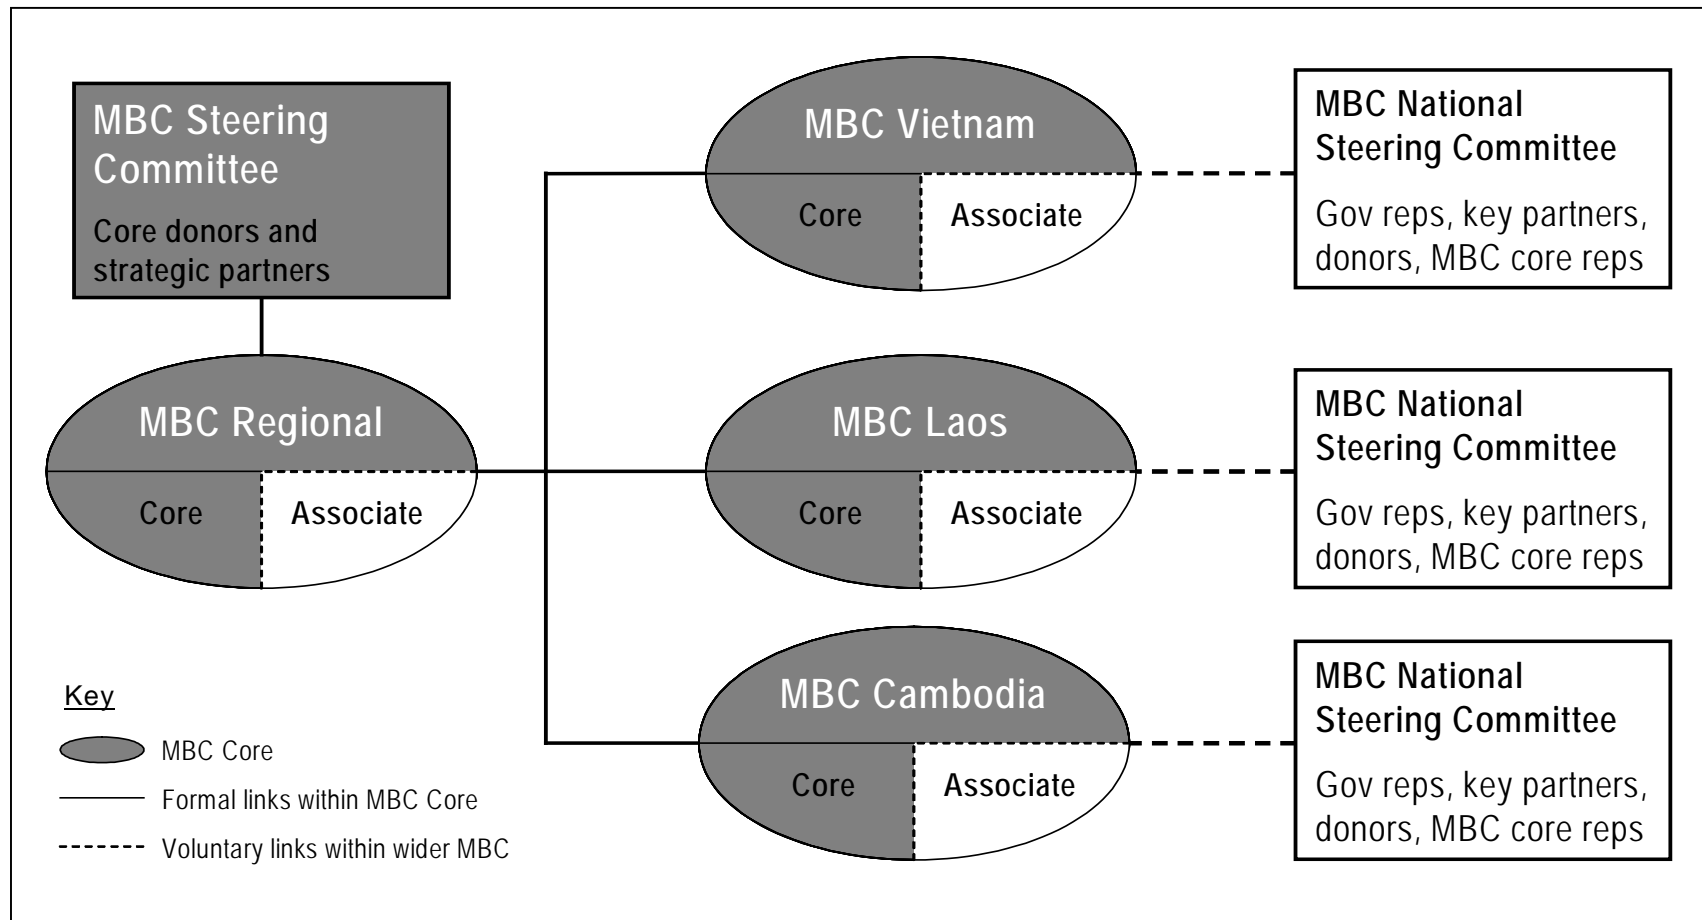 MBC Steering
Committee
Core donors and
strategic partners
MBC Regional
Core
Associate
MBC Vietnam
Core
Associate
MBC National
Steering Committee
Gov reps, key partners,
donors, MBC core reps
MBC Laos
Core
Associate
MBC National
Steering Committee
Gov reps, key partners,
donors, MBC core reps
MBC Cambodia
Core
Associate
MBC National
Steering Committee
Gov reps, key partners,
donors, MBC core reps
Key
MBC Core
Formal links within MBC Core
Voluntary links within wider MBC